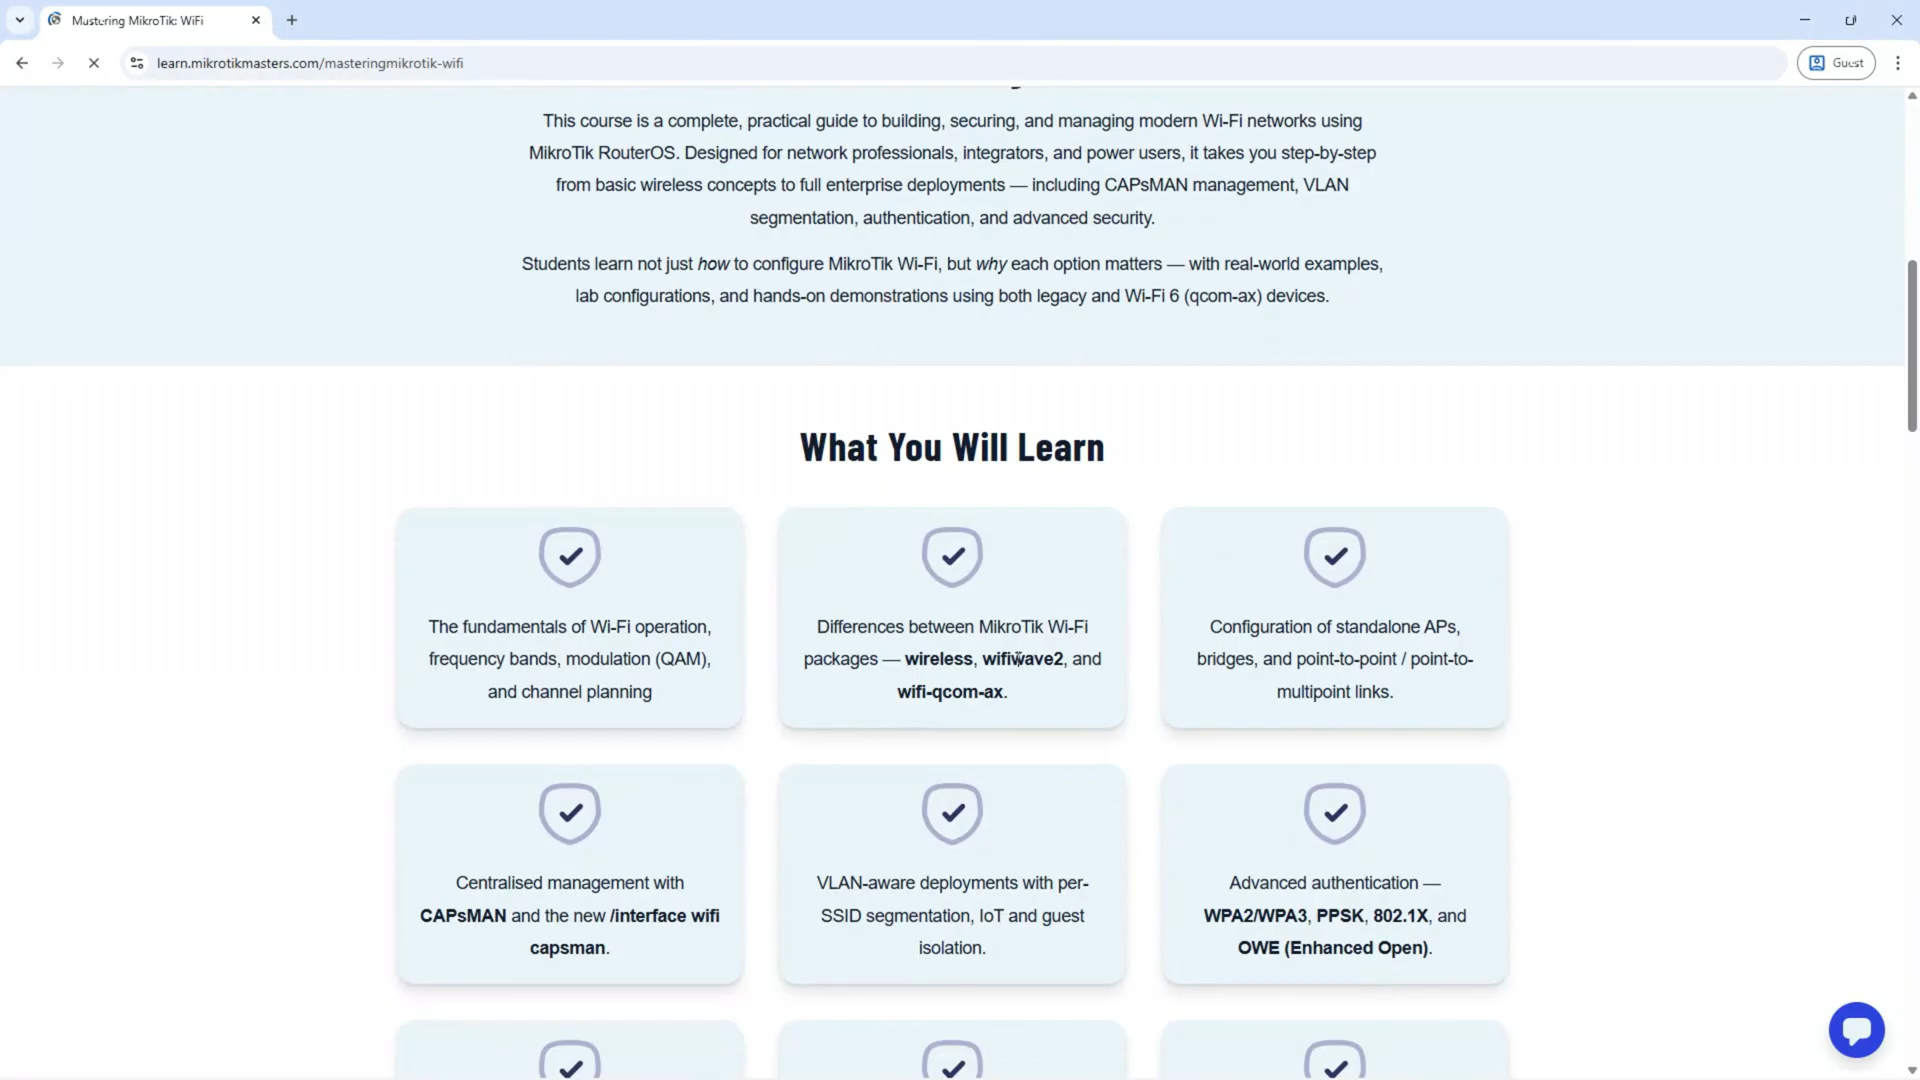 Mastering MikroTik: WiFi
learn.mikrotikmasters.com/masteringmikrotik-wifi
Guest
This course is a complete, practical guide to building, securing, and managing modern Wi-Fi networks using
MikroTik RouterOS. Designed for network professionals, integrators, and power users, it takes you step-by-step
from basic wireless concepts to full enterprise deployments — including CAPsMAN management, VLAN
segmentation, authentication, and advanced security.
Students learn not just how to configure MikroTik Wi-Fi, but why each option matters — with real-world examples,
lab configurations, and hands-on demonstrations using both legacy and Wi-Fi 6 (qcom-ax) devices.
What You Will Learn
The fundamentals of Wi-Fi operation,
frequency bands, modulation (QAM),
and channel planning
Differences between MikroTik Wi-Fi
packages — wireless, wifiwave2, and
wifi-qcom-ax.
Configuration of standalone APs,
bridges, and point-to-point / point-to-
multipoint links.
Centralised management with
CAPsMAN and the new /interface wifi
capsman.
VLAN-aware deployments with per-
SSID segmentation, IoT and guest
isolation.
Advanced authentication —
WPA2/WPA3, PPSK, 802.1X, and
OWE (Enhanced Open).